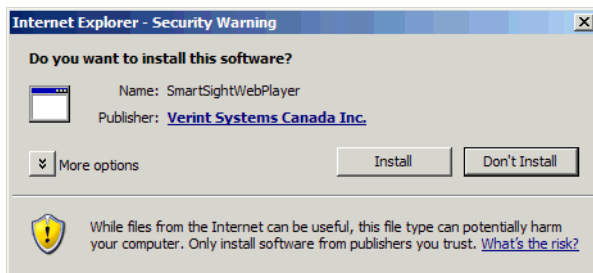 Internet Explorer - Security Warning
Do you want to install this software?
Name: SmartSightWebPlayer
Publisher: Verint Systems Canada Inc.
More options
Install
Don't Install
While files from the Internet can be useful, this file type can potentially harm
your computer. Only install software from publishers you trust. What's the risk?